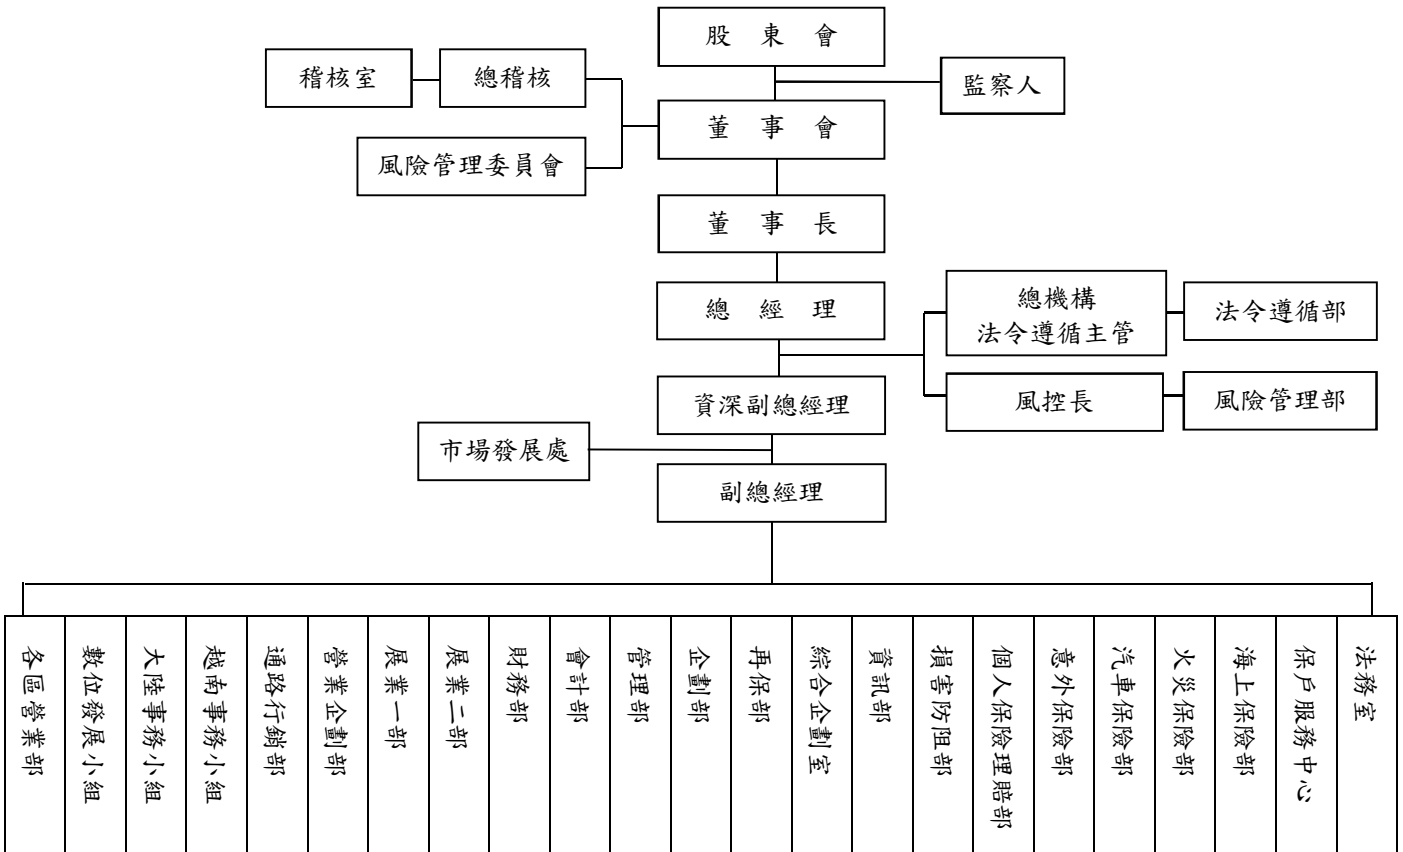 股東會
稽核室
總稽核
監察人
董事會
風險管理委員會
董事長
總經理
總機構
法令遵循主管
法令遵循部
資深副總經理
風控長
風險管理部
市場發展處
副總經理
各區營業部
數位發展小組
大陸事務小組
越南事務小組
通路行銷部
營業企劃部
展業一部
展業二部
財務部
會計部
管理部
企劃部
再保部
綜合企劃室
資訊部
損害防阻部
個人保險理賠部
意外保險部
汽車保險部
火災保險部
海上保險部
保戶服務中心
法務室